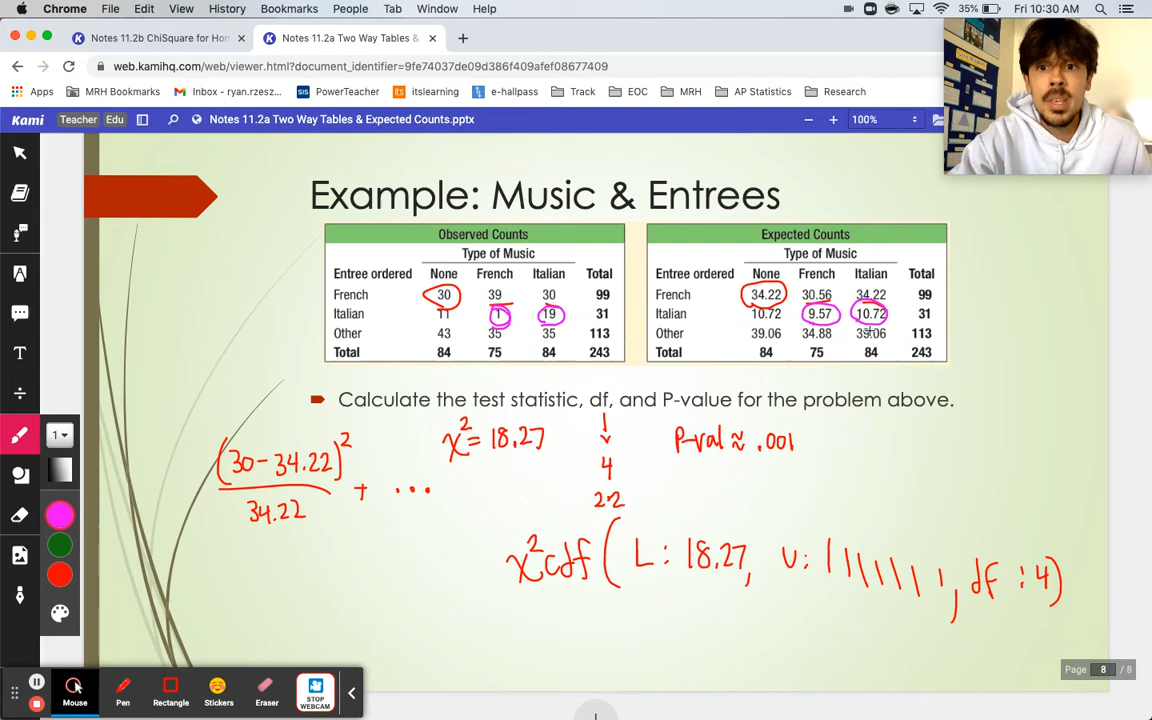 Chrome File Edit View History Bookmarks People Tab Window Help 35% Fri 10:30 AM
Notes 11.2b ChiSquare for Hom × Notes 11.2a Two Way Tables & × +
web.kamihq.com/web/viewer.html?document_identifier=9fe74037de09d386f409afef08677409
Apps MRH Bookmarks Inbox - ryan.rzesz... SIS PowerTeacher its itslearning e-hallpass Track EOC MRH AP Statistics Research
Kami Teacher Edu Notes 11.2a Two Way Tables & Expected Counts.pptx 100%
Example: Music & Entrees
Observed Counts
Type of Music
Entree ordered None French Italian Total
French 30 39 30 99
Italian 11 1 19 31
Other 43 35 35 113
Total 84 75 84 243
Expected Counts
Type of Music
Entree ordered None French Italian Total
French 34.22 30.56 34.22 99
Italian 10.72 9.57 10.72 31
Other 39.06 34.88 39.06 113
Total 84 75 84 243
Calculate the test statistic, df, and P-value for the problem above.
(30-34.22)² / 34.22 + ...
χ² = 18.27
4
2·2
P-val ≈ .001
χ²cdf( L: 18.27, U: 11111111, df: 4)
1
Page 8 / 8
Mouse Pen Rectangle Stickers Eraser STOP WEBCAM